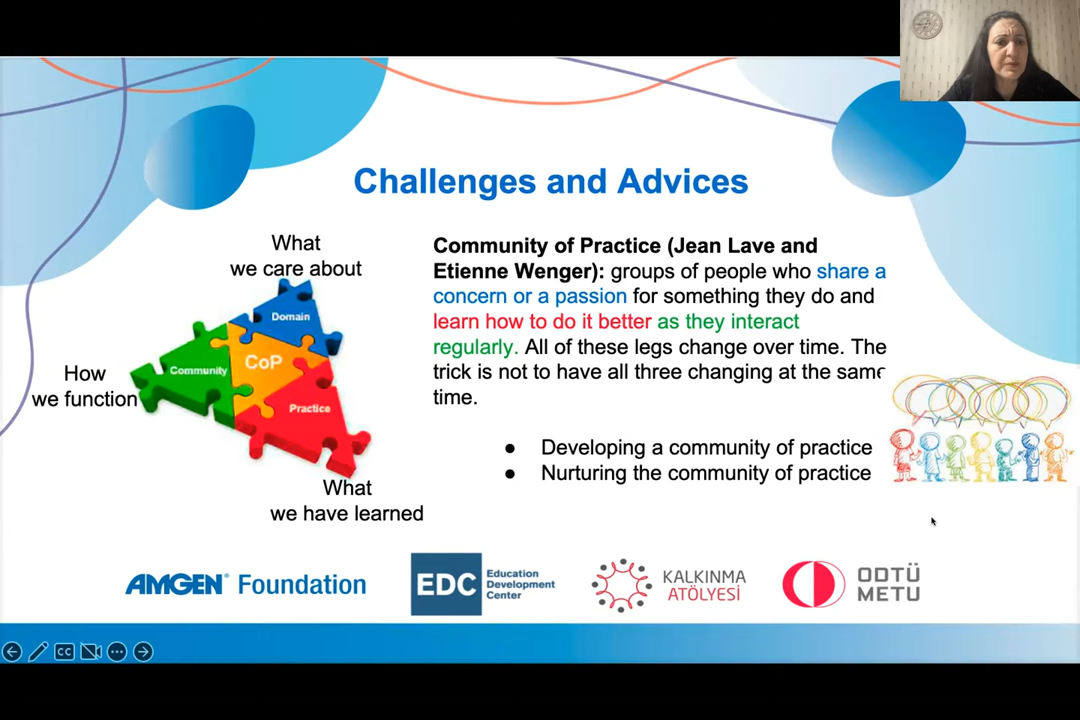 Challenges and Advices
What
we care about
Domain
CoP
Community
Practice
How
we function
What
we have learned
Community of Practice (Jean Lave and
Etienne Wenger): groups of people who share a
concern or a passion for something they do and
learn how to do it better as they interact
regularly. All of these legs change over time. The
trick is not to have all three changing at the same
time.
● Developing a community of practice
● Nurturing the community of practice
AMGEN® Foundation
EDC Education
Development
Center
KALKINMA
ATÖLYESİ
ODTÜ
METU
CC